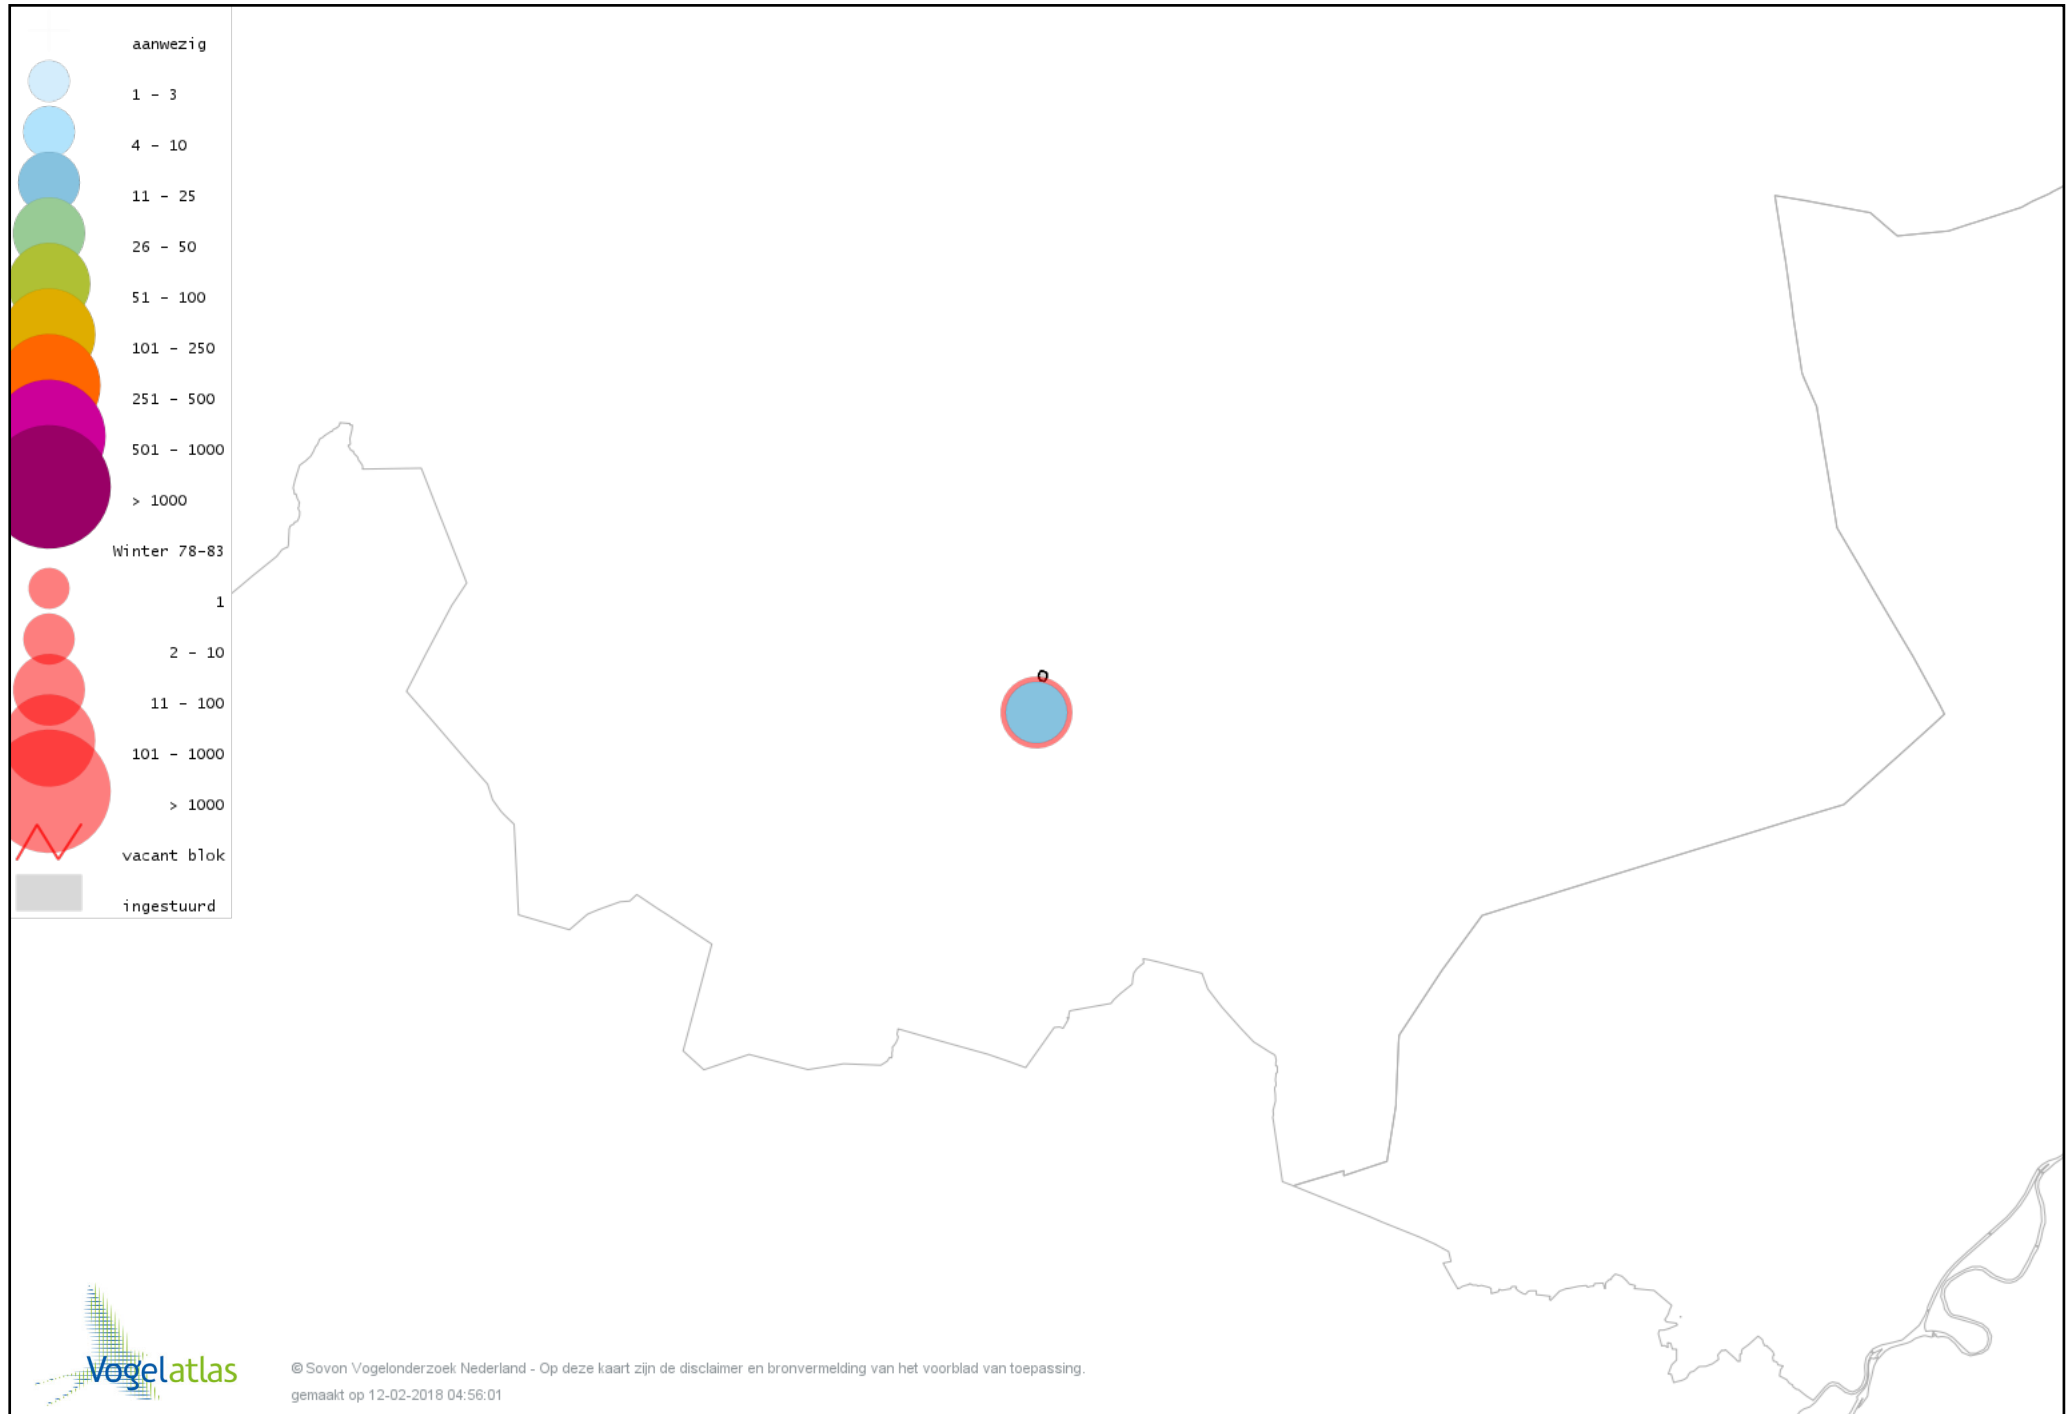 aanwezig
1 - 3
4 - 10
11 - 25
26 - 50
51 - 100
101 - 250
251 - 500
501 - 1000
> 1000
Winter 78-83
1
2 - 10
11 - 100
101 - 1000
> 1000
vacant blok
ingestuurd
0
Vogelatlas
© Sovon Vogelonderzoek Nederland - Op deze kaart zijn de disclaimer en bronvermelding van het voorblad van toepassing.
gemaakt op 12-02-2018 04:56:01